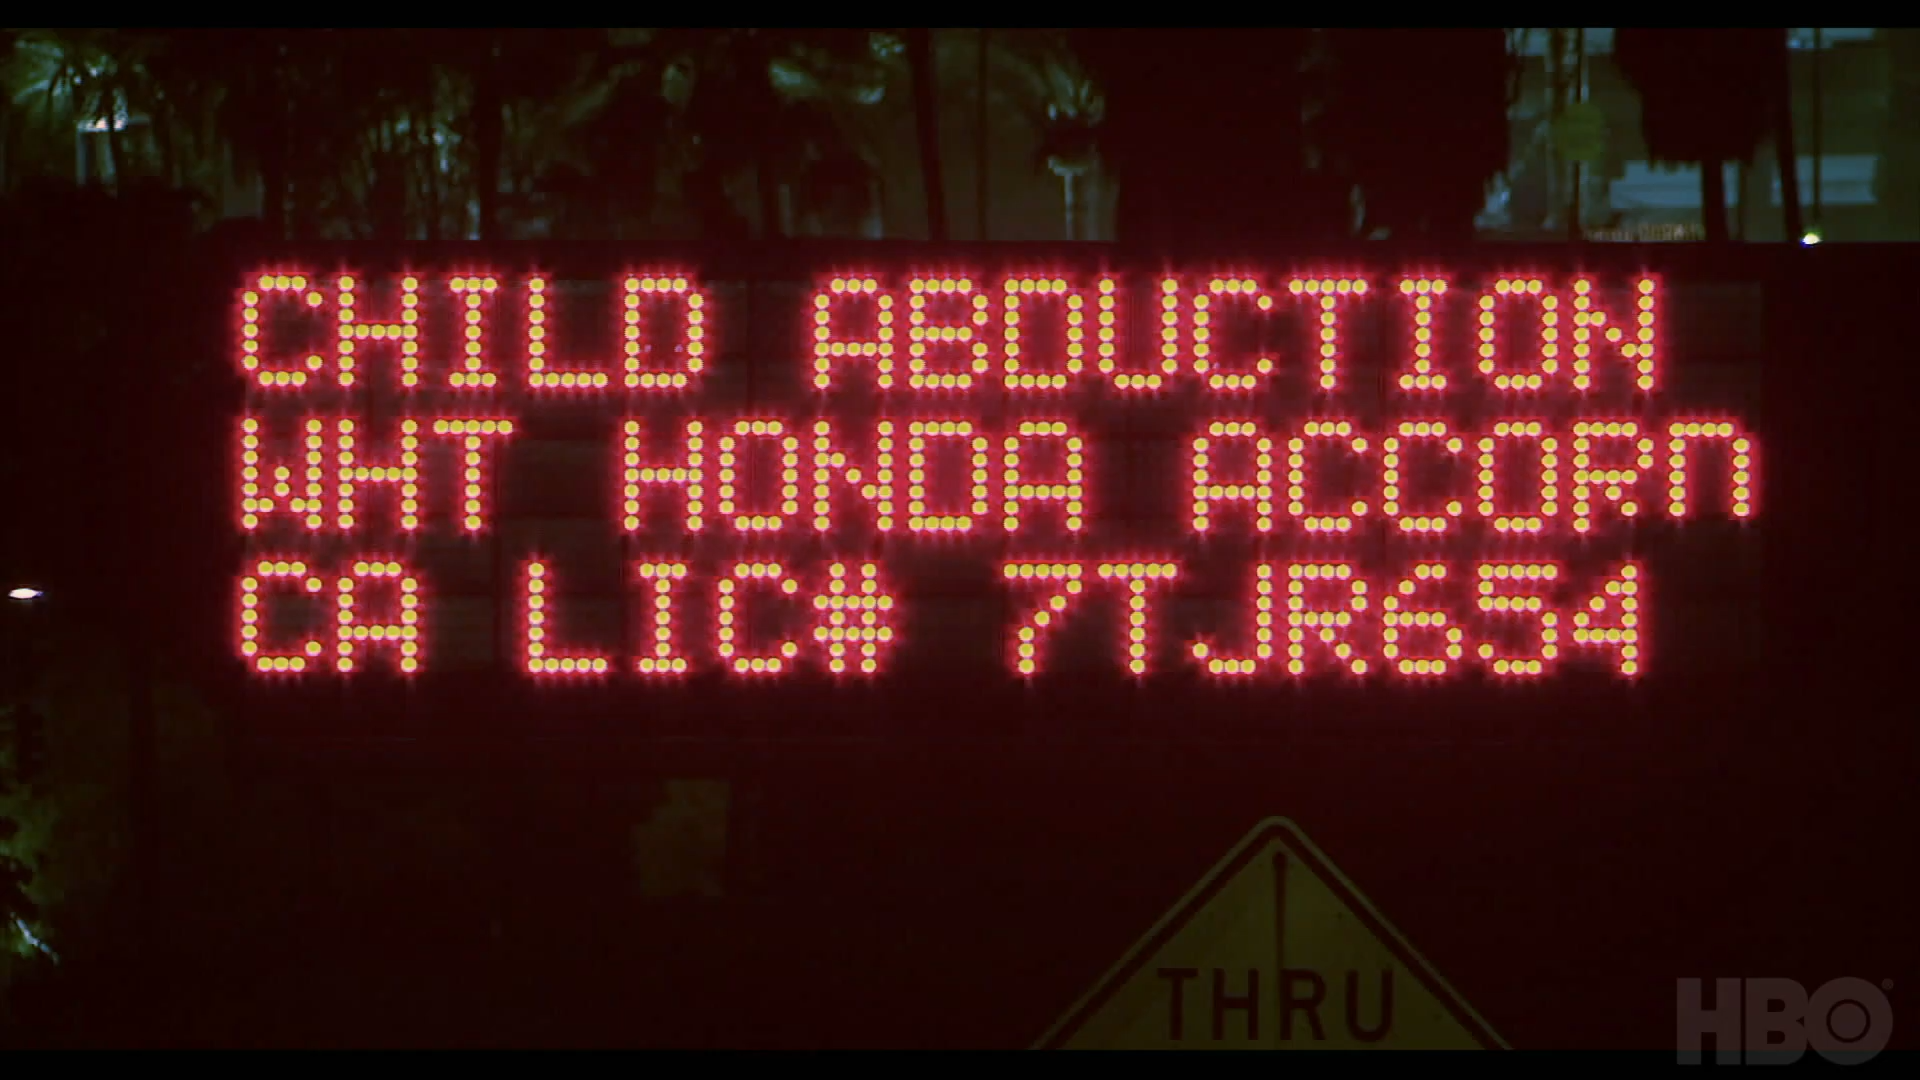 CHILD ABDUCTION
WHT HONDA ACCORD
CA LIC# 7TJR654
THRU
HBO